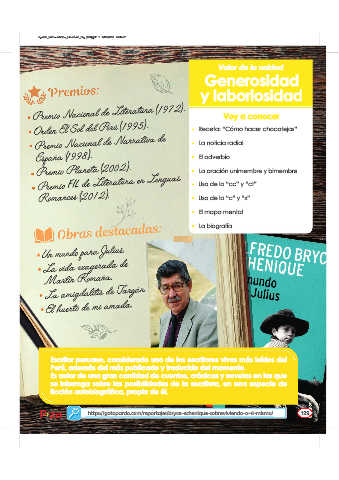 Premios:
Premio Nacional de Literatura (1972).
Orden El Sol del Perú (1995).
Premio Nacional de Narrativa de
España (1998).
Premio Planeta (2002).
Premio FIL de Literatura en Lenguas
Romances (2012).
Obras destacadas:
Un mundo para Julius.
La vida exagerada de
Martín Romaña.
La amigdalitis de Tarzán.
El huerto de mi amada.
Valor de la unidad
Generosidad
y laboriosidad
Voy a conocer
Receta: "Cómo hacer chocotejas"
La noticia radial
El adverbio
La oración unimembre y bimembre
Uso de la "cc" y "ct"
Uso de la "c" y "z"
El mapa mental
La biografía
FREDO BRYC
HENIQUE
mundo
Julius
Escritor peruano, considerado uno de los escritores vivos más leídos del
Perú, además del más publicado y traducido del momento.
Es autor de una gran cantidad de cuentos, crónicas y novelas en las que
se interroga sobre las posibilidades de la escritura, en una especie de
ficción autobiográfica, propia de él.
https://gatopardo.com/reportajes/bryce-echenique-sobreviviendo-a-si-mismo/